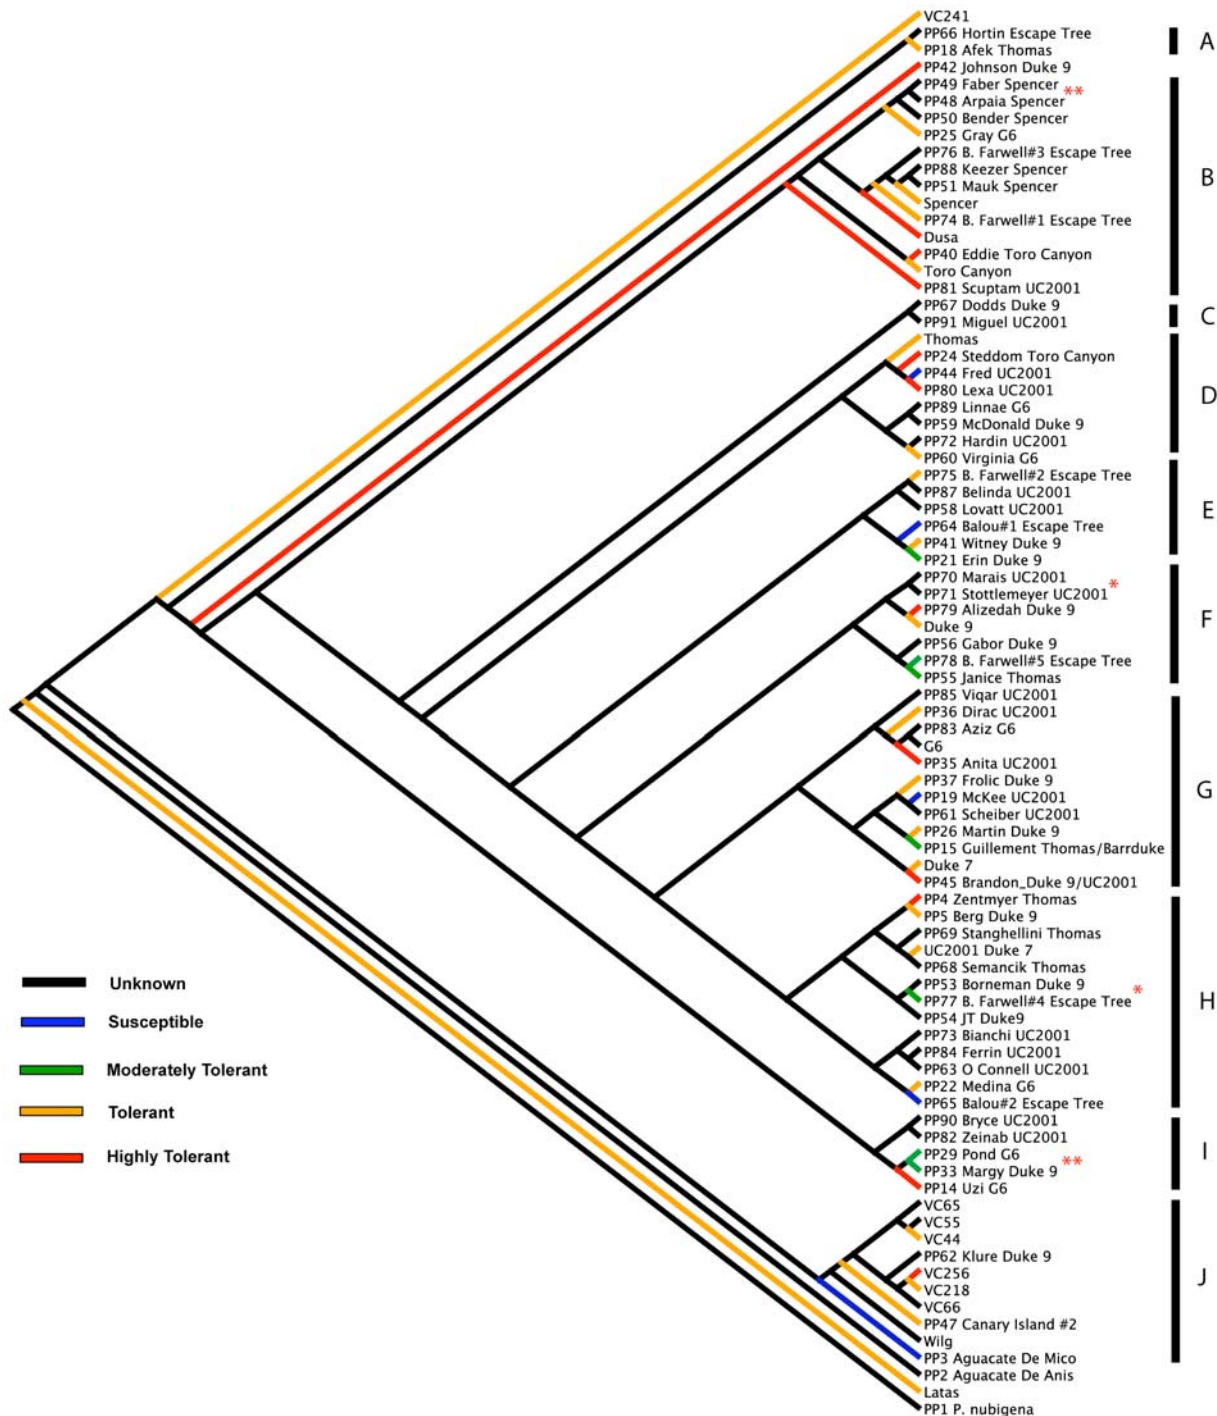 VC241
PP66 Hortin Escape Tree
PP18 Afek Thomas
A
PP42 Johnson Duke 9
PP49 Faber Spencer
**
PP48 Arpaia Spencer
PP50 Bender Spencer
PP25 Gray G6
PP76 B. Farwell#3 Escape Tree
PP88 Keezer Spencer
B
PP51 Mauk Spencer
Spencer
PP74 B. Farwell#1 Escape Tree
Dusa
PP40 Eddie Toro Canyon
Toro Canyon
PP81 Scuptam UC2001
PP67 Dodds Duke 9
C
PP91 Miguel UC2001
Thomas
PP24 Steddom Toro Canyon
PP44 Fred UC2001
PP80 Lexa UC2001
D
PP89 Linnae G6
PP59 McDonald Duke 9
PP72 Hardin UC2001
PP60 Virginia G6
PP75 B. Farwell#2 Escape Tree
PP87 Belinda UC2001
PP58 Lovatt UC2001
E
PP64 Balou#1 Escape Tree
PP41 Witney Duke 9
PP21 Erin Duke 9
PP70 Marais UC2001
*
PP71 Stottlemeyer UC2001
PP79 Alizedah Duke 9
F
Duke 9
PP56 Gabor Duke 9
PP78 B. Farwell#5 Escape Tree
PP55 Janice Thomas
PP85 Viqar UC2001
PP36 Dirac UC2001
PP83 Aziz G6
G6
PP35 Anita UC2001
PP37 Frolic Duke 9
G
PP19 McKee UC2001
PP61 Scheiber UC2001
PP26 Martin Duke 9
PP15 Guillement Thomas/Barrduke
Duke 7
PP45 Brandon_Duke 9/UC2001
PP4 Zentmyer Thomas
PP5 Berg Duke 9
PP69 Stanghellini Thomas
UC2001 Duke 7
PP68 Semancik Thomas
PP53 Borneman Duke 9
*
PP77 B. Farwell#4 Escape Tree
H
PP54 JT Duke9
PP73 Bianchi UC2001
PP84 Ferrin UC2001
PP63 O Connell UC2001
PP22 Medina G6
PP65 Balou#2 Escape Tree
PP90 Bryce UC2001
PP82 Zeinab UC2001
I
PP29 Pond G6
**
PP33 Margy Duke 9
PP14 Uzi G6
VC65
VC55
VC44
PP62 Klure Duke 9
VC256
J
VC218
VC66
PP47 Canary Island #2
Wilg
PP3 Aguacate De Mico
PP2 Aguacate De Anis
Latas
PP1 P. nubigena
Unknown
Susceptible
Moderately Tolerant
Tolerant
Highly Tolerant